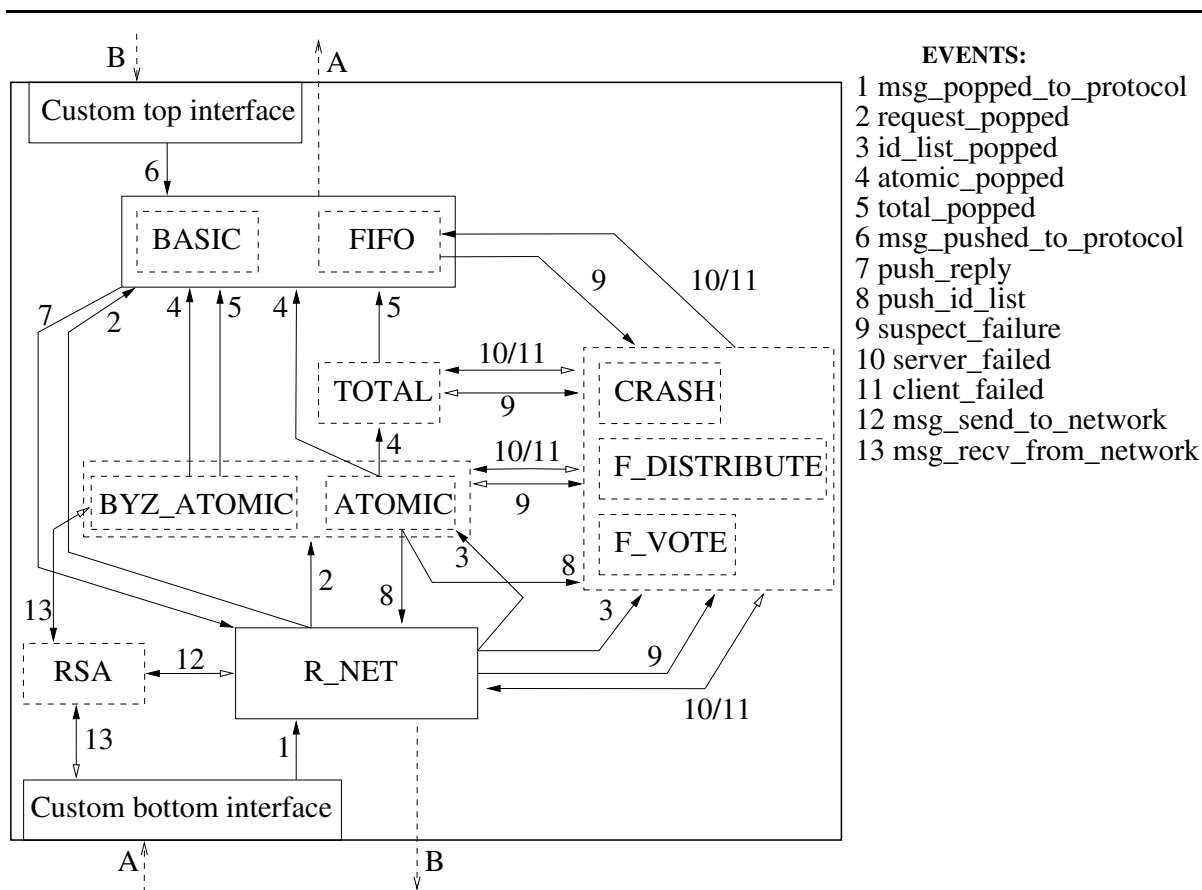 B
A
Custom top interface
6
BASIC
FIFO
9
10/11
7
2
4
5
4
5
10/11
TOTAL
9
CRASH
4
10/11
F_DISTRIBUTE
BYZ_ATOMIC
ATOMIC
9
F_VOTE
3
2
8
8
13
3
RSA
12
R_NET
9
10/11
13
1
Custom bottom interface
A
B
EVENTS:
1 msg_popped_to_protocol
2 request_popped
3 id_list_popped
4 atomic_popped
5 total_popped
6 msg_pushed_to_protocol
7 push_reply
8 push_id_list
9 suspect_failure
10 server_failed
11 client_failed
12 msg_send_to_network
13 msg_recv_from_network